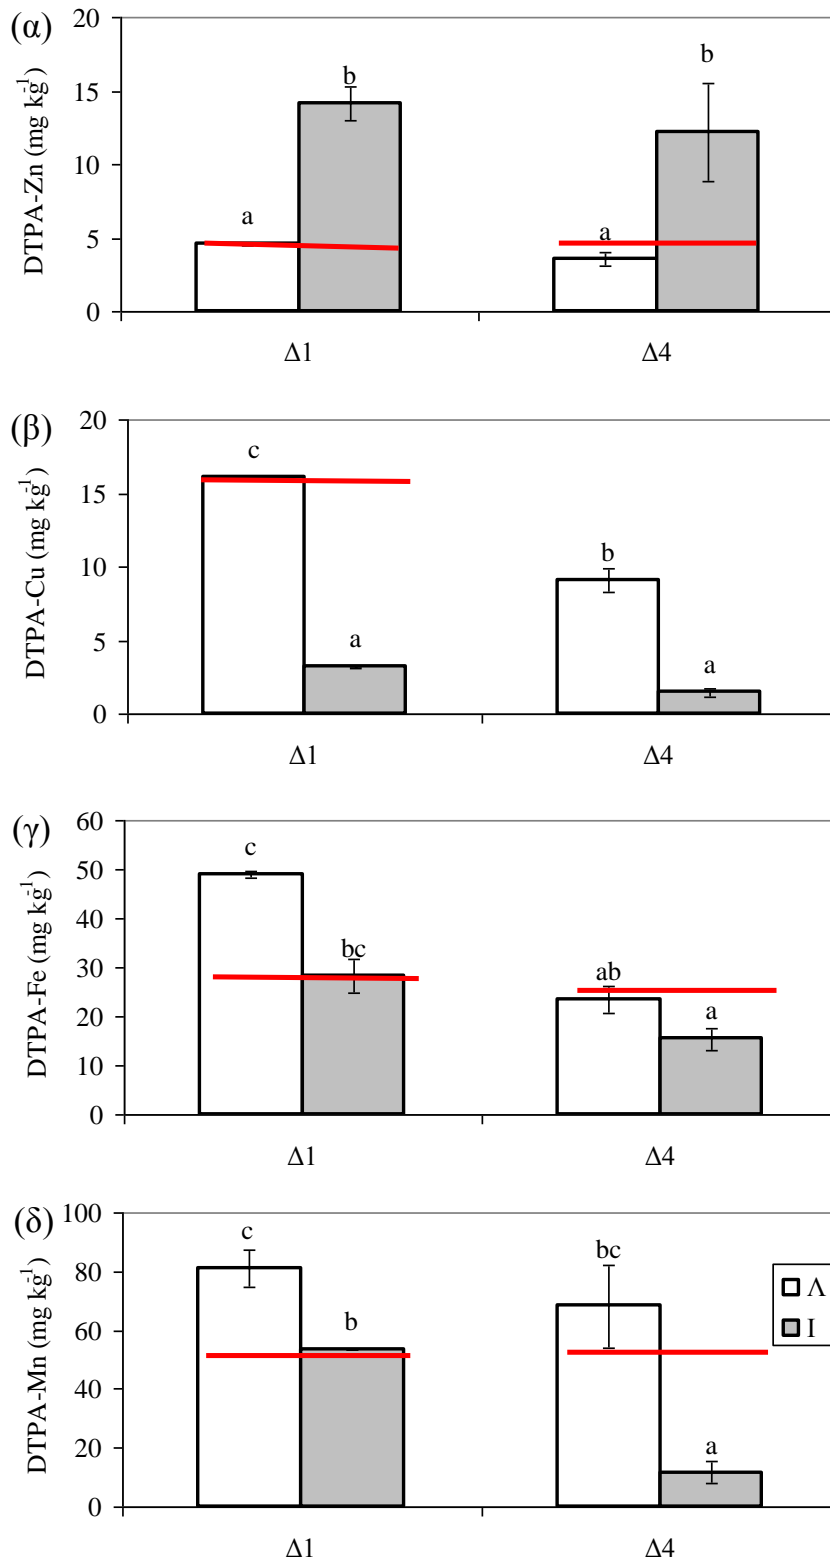 (α)
DTPA-Zn (mg kg-1)
20
15
10
5
0
a
b
a
b
Δ1
Δ4
(β)
DTPA-Cu (mg kg-1)
20
15
10
5
0
c
a
b
a
Δ1
Δ4
(γ)
DTPA-Fe (mg kg-1)
60
50
40
30
20
10
0
c
bc
ab
a
Δ1
Δ4
(δ)
DTPA-Mn (mg kg-1)
100
80
60
40
20
0
c
b
bc
a
Λ
Ι
Δ1
Δ4